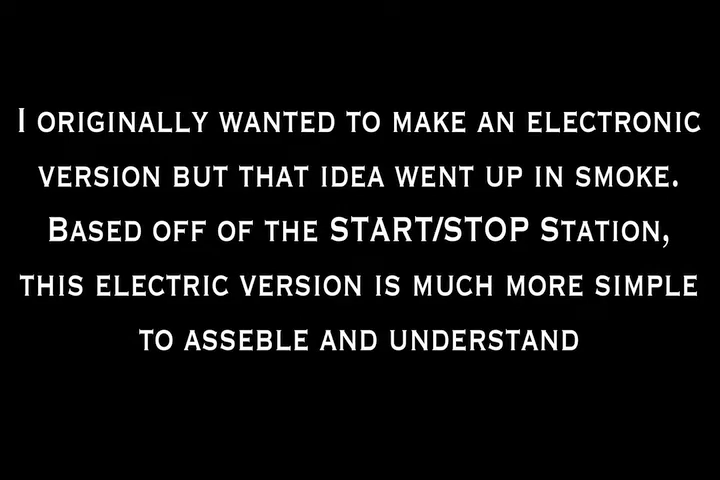 I originally wanted to make an electronic
version but that idea went up in smoke.
Based off of the START/STOP Station,
this electric version is much more simple
to asseble and understand